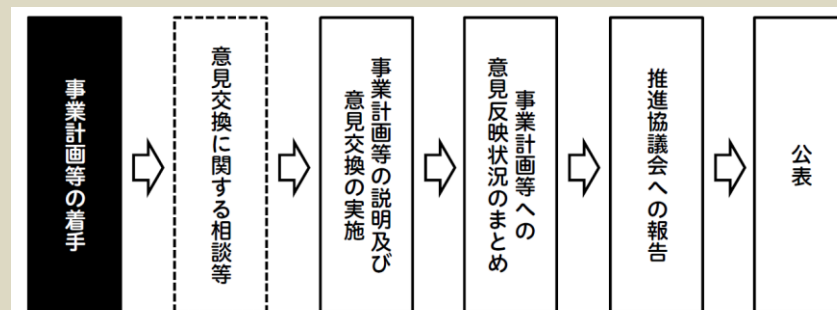 事業計画等の着手
意見交換に関する相談等
事業計画等の説明及び
意見交換の実施
事業計画等への
意見反映状況のまとめ
推進協議会への報告
公表